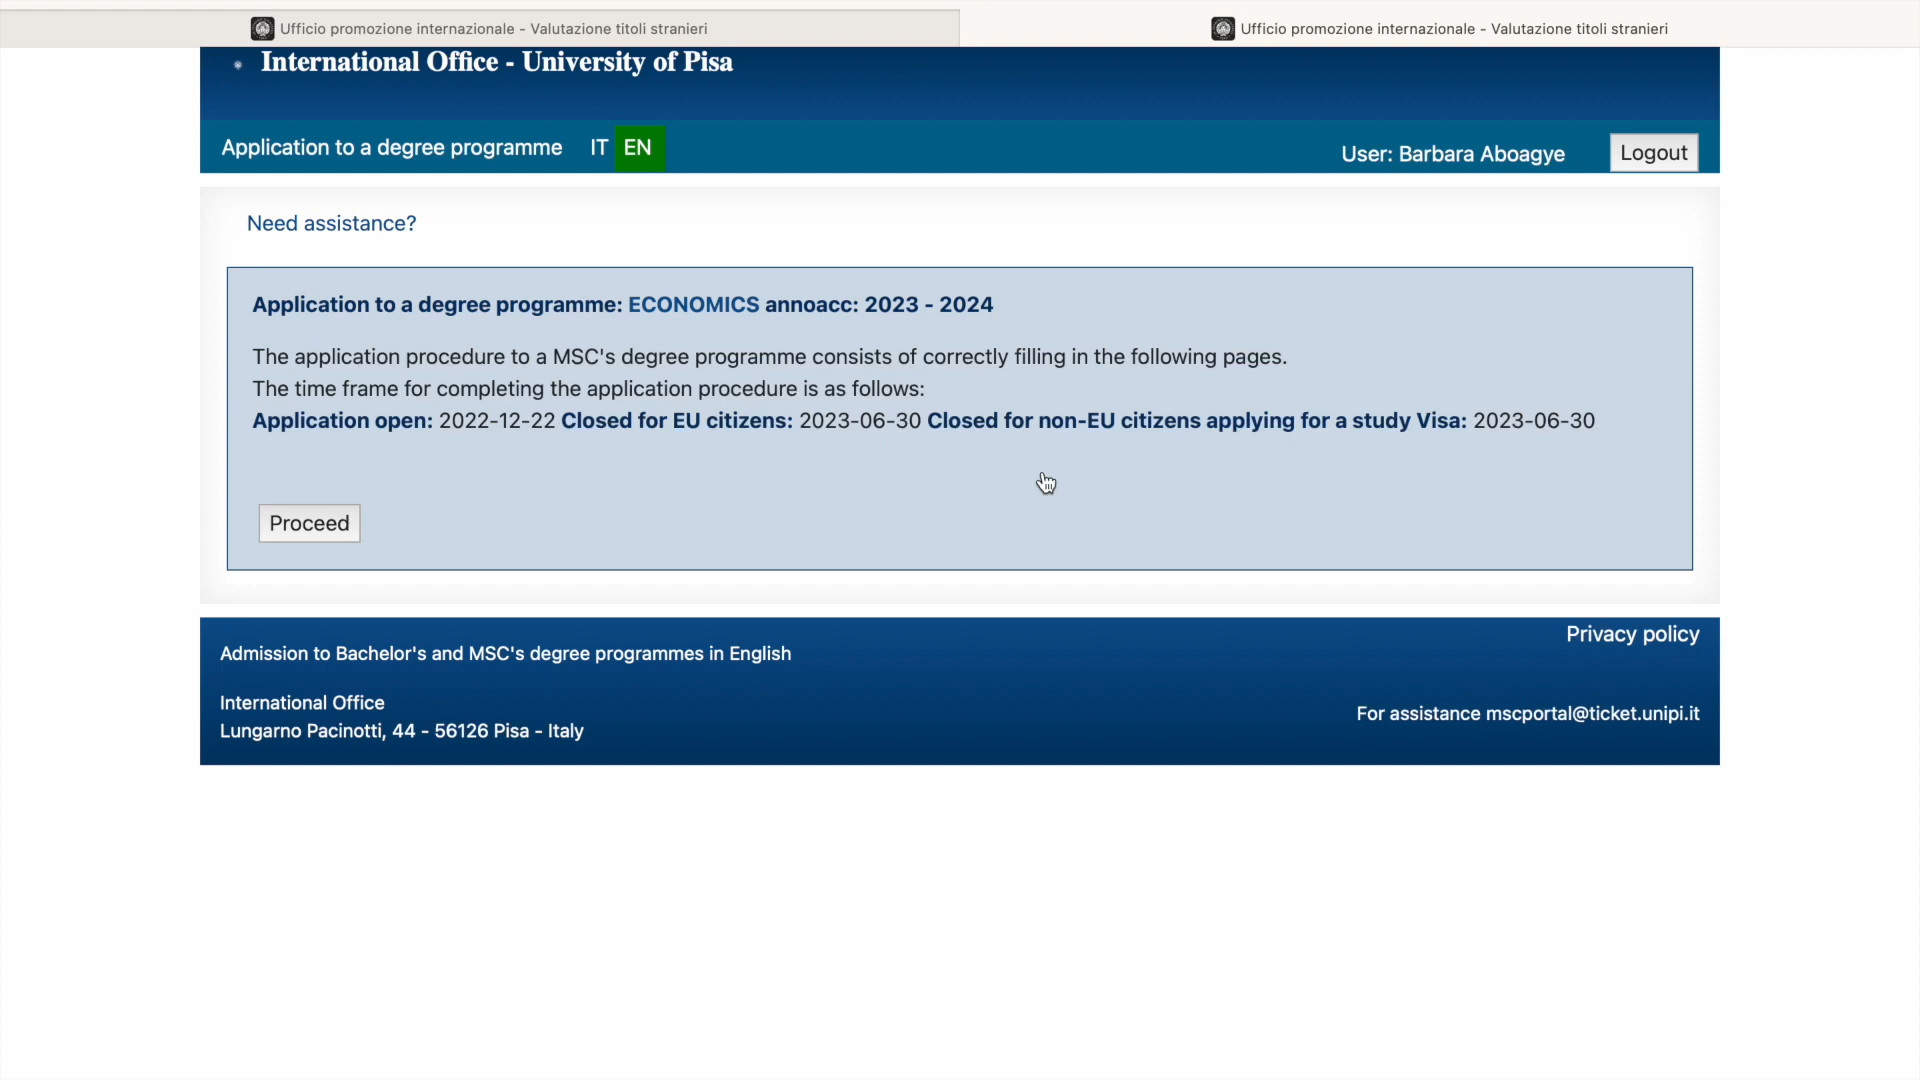 Ufficio promozione internazionale - Valutazione titoli stranieri
Ufficio promozione internazionale - Valutazione titoli stranieri
International Office - University of Pisa
Application to a degree programme IT EN
User: Barbara Aboagye Logout
Need assistance?
Application to a degree programme: ECONOMICS annoacc: 2023 - 2024
The application procedure to a MSC's degree programme consists of correctly filling in the following pages.
The time frame for completing the application procedure is as follows:
Application open: 2022-12-22 Closed for EU citizens: 2023-06-30 Closed for non-EU citizens applying for a study Visa: 2023-06-30
Proceed
Privacy policy
Admission to Bachelor's and MSC's degree programmes in English
International Office
Lungarno Pacinotti, 44 - 56126 Pisa - Italy
For assistance mscportal@ticket.unipi.it